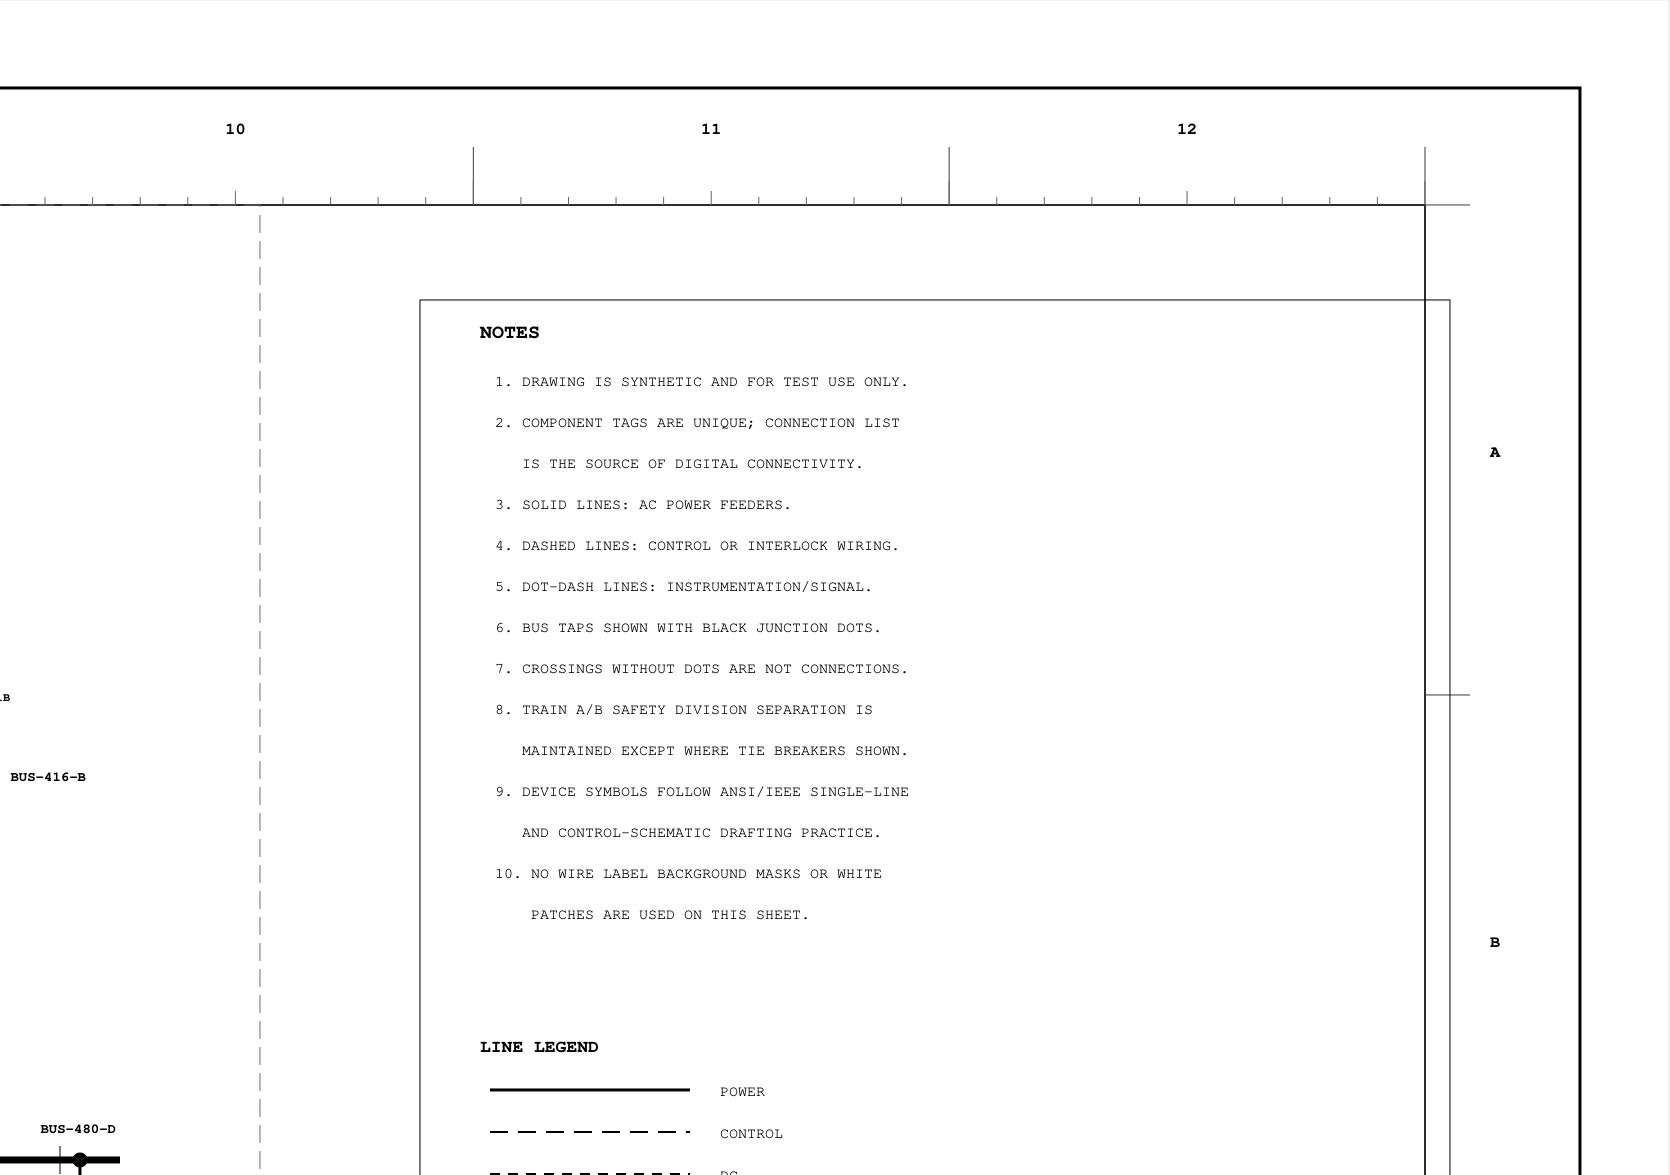 10 11 12
NOTES
1. DRAWING IS SYNTHETIC AND FOR TEST USE ONLY.
2. COMPONENT TAGS ARE UNIQUE; CONNECTION LIST
IS THE SOURCE OF DIGITAL CONNECTIVITY.
A
3. SOLID LINES: AC POWER FEEDERS.
4. DASHED LINES: CONTROL OR INTERLOCK WIRING.
5. DOT-DASH LINES: INSTRUMENTATION/SIGNAL.
6. BUS TAPS SHOWN WITH BLACK JUNCTION DOTS.
7. CROSSINGS WITHOUT DOTS ARE NOT CONNECTIONS.
8. TRAIN A/B SAFETY DIVISION SEPARATION IS
MAINTAINED EXCEPT WHERE TIE BREAKERS SHOWN.
9. DEVICE SYMBOLS FOLLOW ANSI/IEEE SINGLE-LINE
AND CONTROL-SCHEMATIC DRAFTING PRACTICE.
10. NO WIRE LABEL BACKGROUND MASKS OR WHITE
PATCHES ARE USED ON THIS SHEET.
B
BUS-416-B
LINE LEGEND
POWER
CONTROL
BUS-480-D